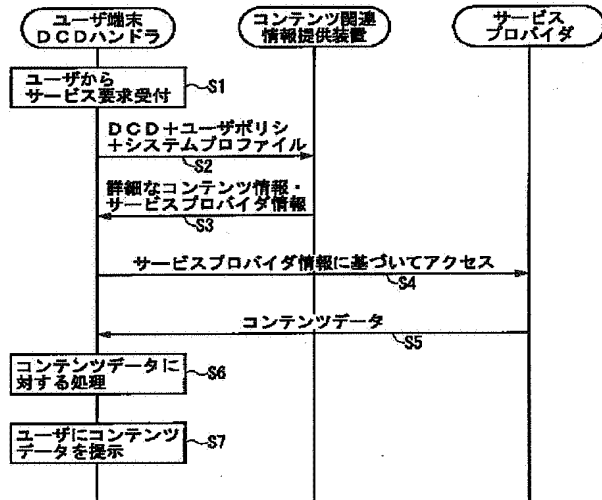 ユーザ端末
DCDハンドラ
コンテンツ関連
情報提供装置
サービス
プロバイダ
ユーザから
サービス要求受付
S1
DCD+ユーザポリシ
+システムプロファイル
S2
詳細なコンテンツ情報・
サービスプロバイダ情報
S3
サービスプロバイダ情報に基づいてアクセス
S4
コンテンツデータ
S5
コンテンツデータに
対する処理
S6
ユーザにコンテンツ
データを提示
S7